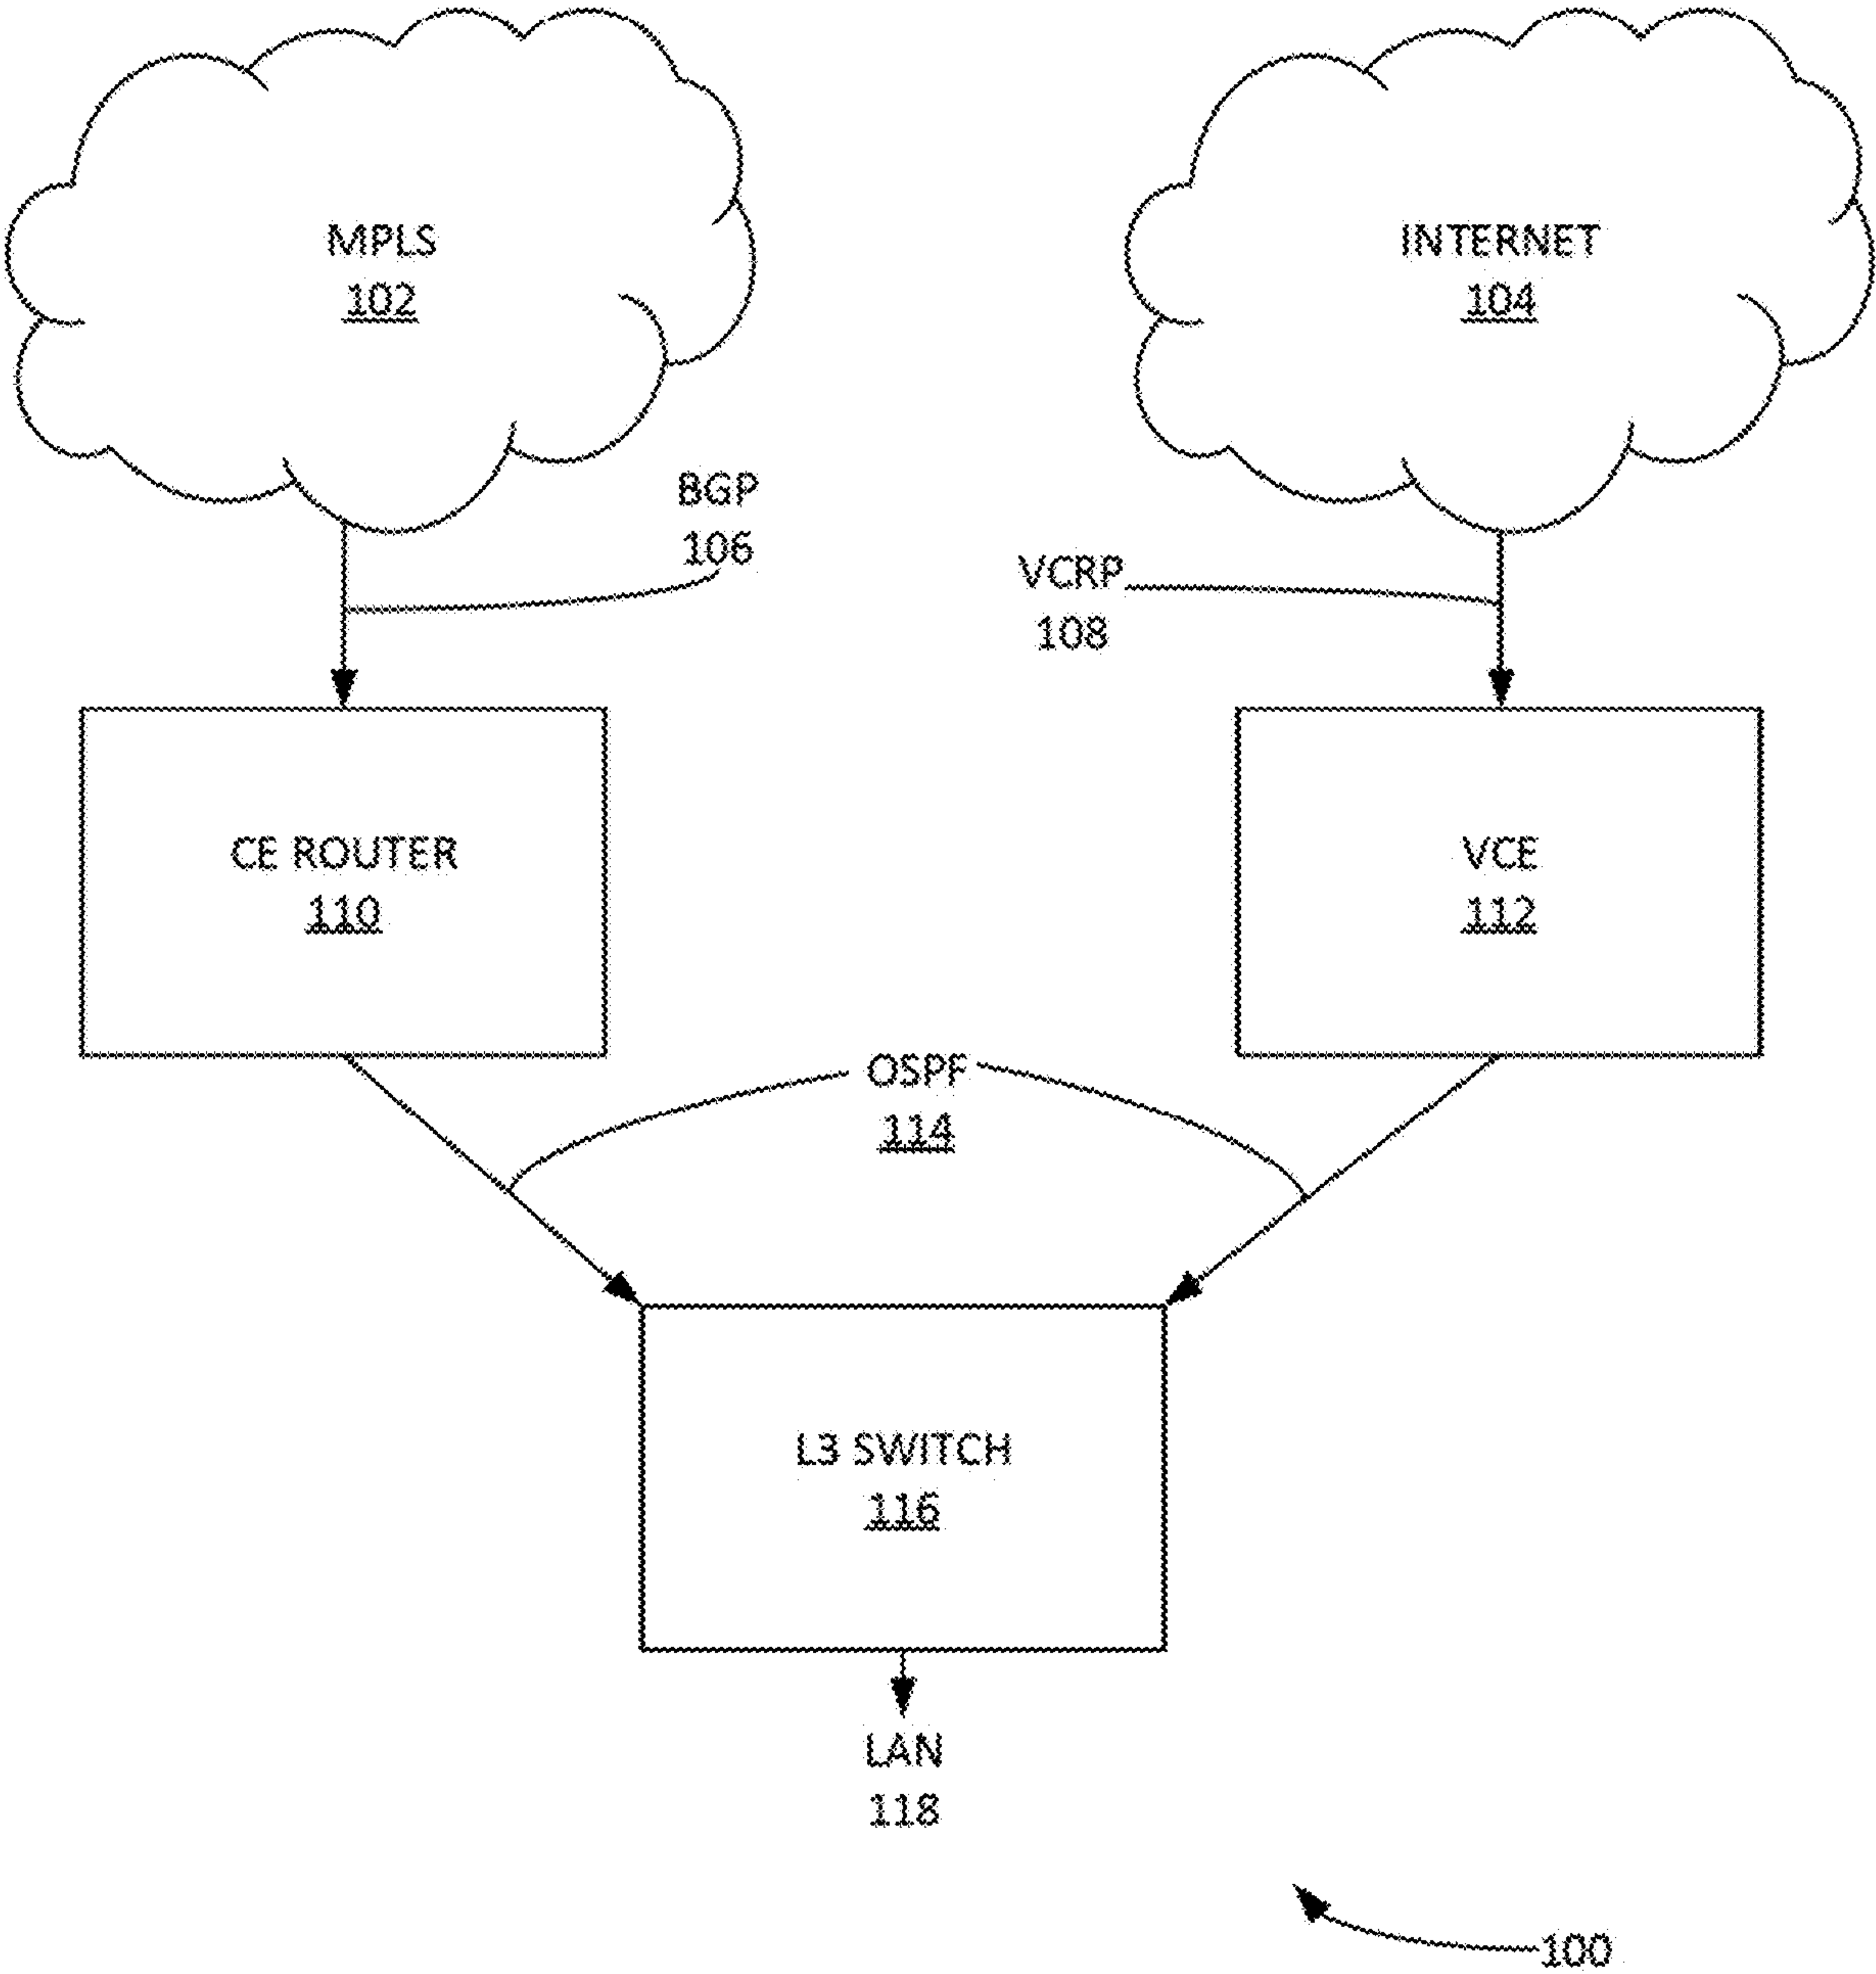 MPLS
102
INTERNET
104
BGP
106
VCRP
108
CE ROUTER
110
VCE
112
OSPF
114
L3 SWITCH
116
LAN
118
100